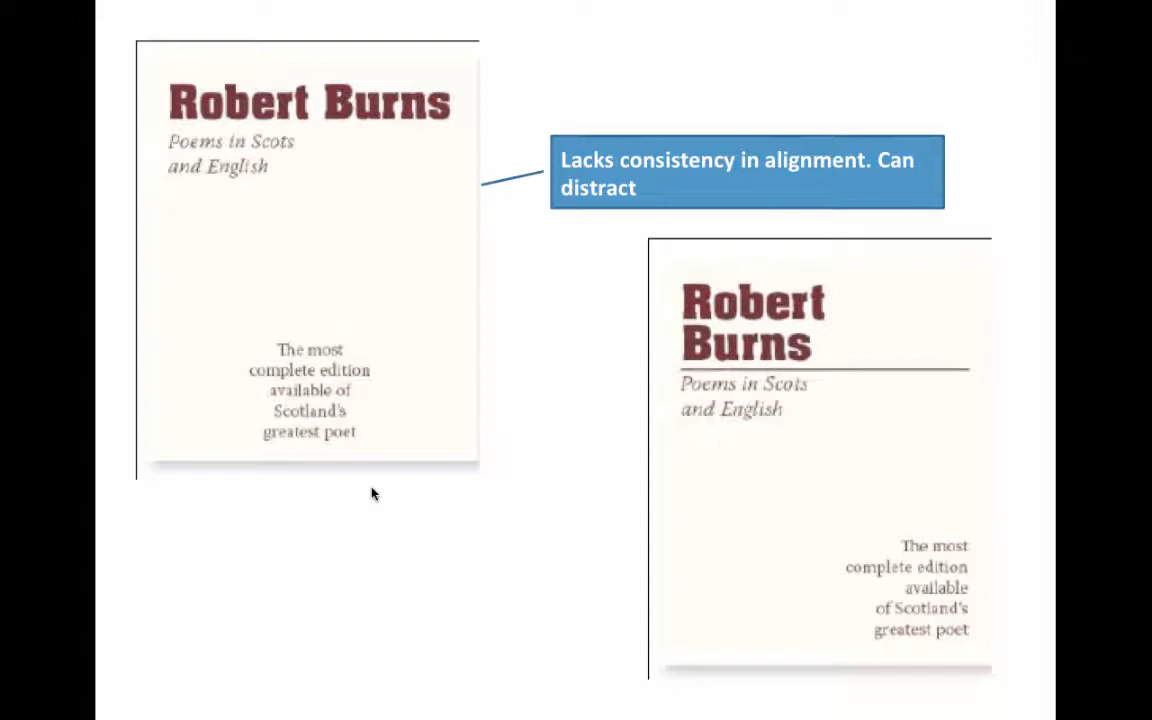 Robert Burns
Poems in Scots
and English
The most
complete edition
available of
Scotland's
greatest poet
Lacks consistency in alignment. Can
distract
Robert
Burns
Poems in Scots
and English
The most
complete edition
available
of Scotland's
greatest poet